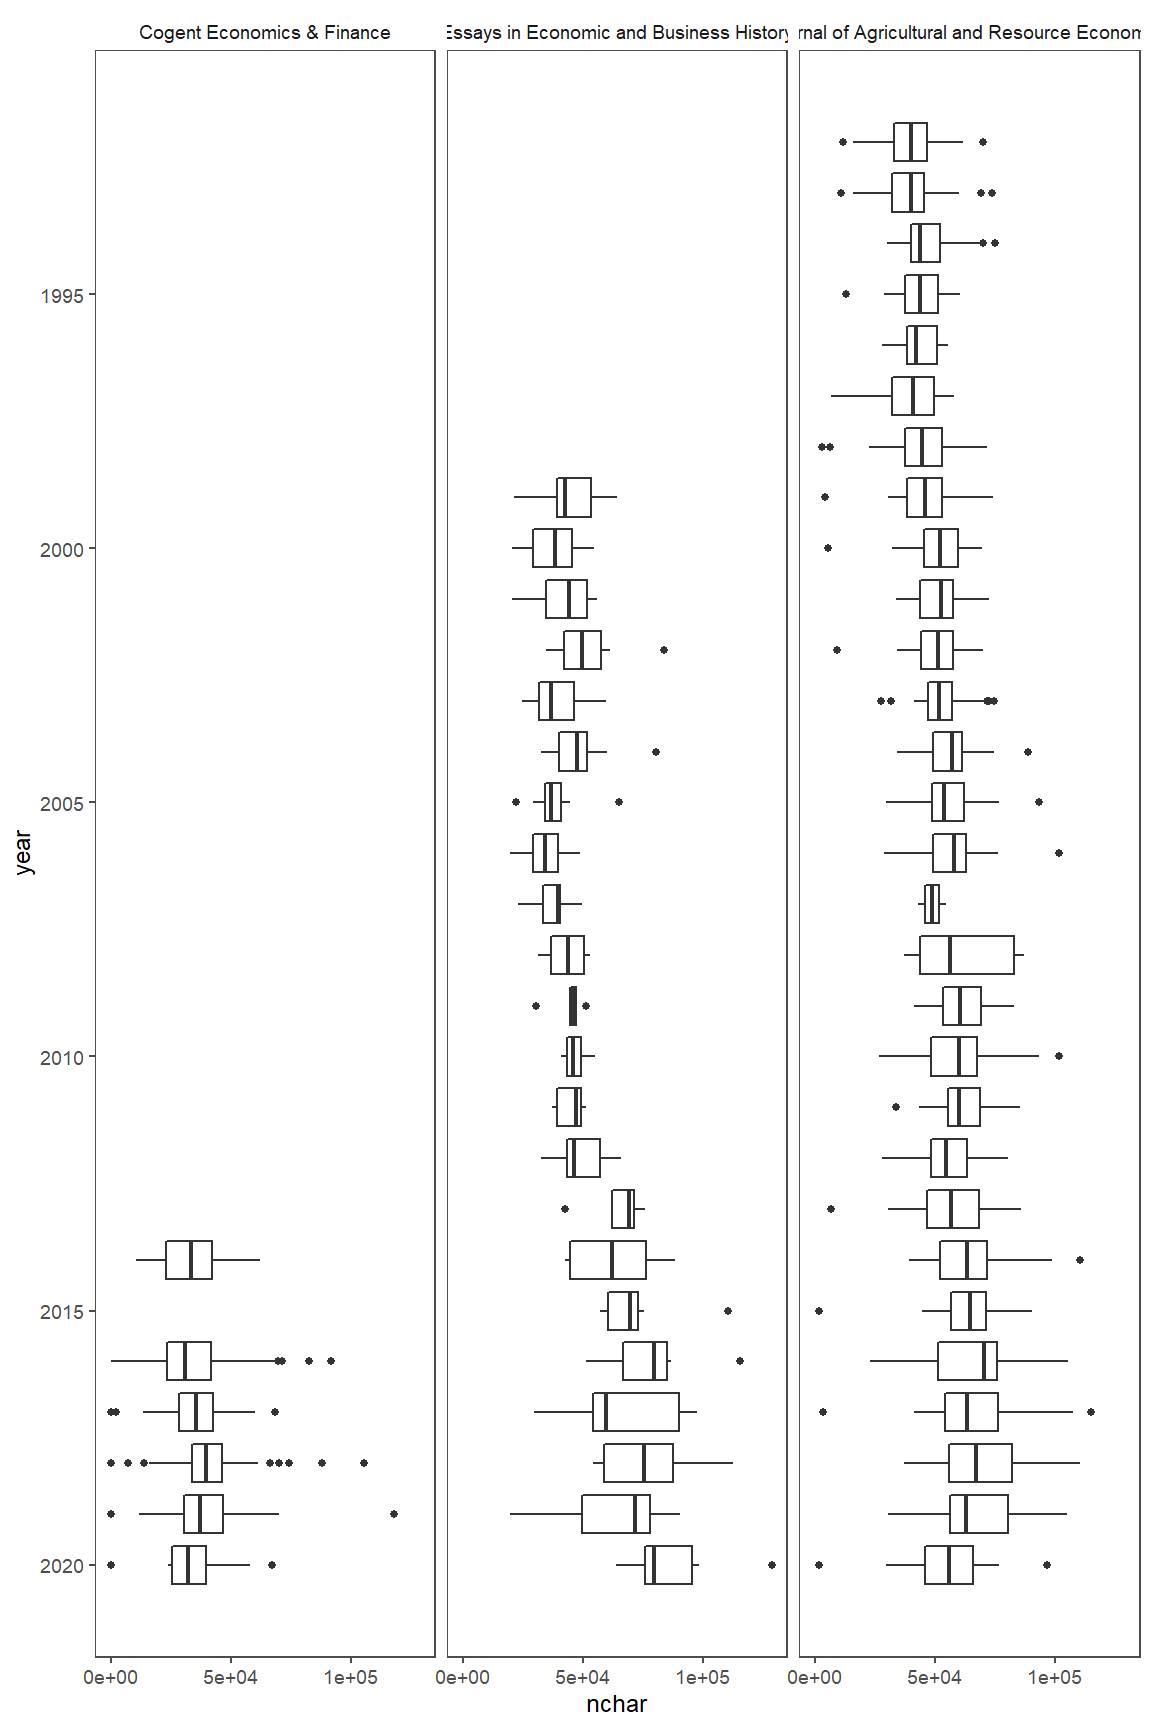 Cogent Economics & Finance
Essays in Economic and Business History
rnal of Agricultural and Resource Econom
1995
2000
2005
2010
2015
2020
year
0e+00 5e+04 1e+05
0e+00 5e+04 1e+05
0e+00 5e+04 1e+05
nchar